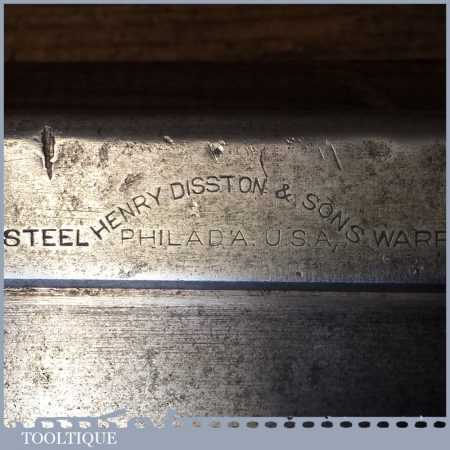 HENRY DISSTON & SONS
STEEL PHILAD'A. U.S.A. WARR
TOOLTIQUE